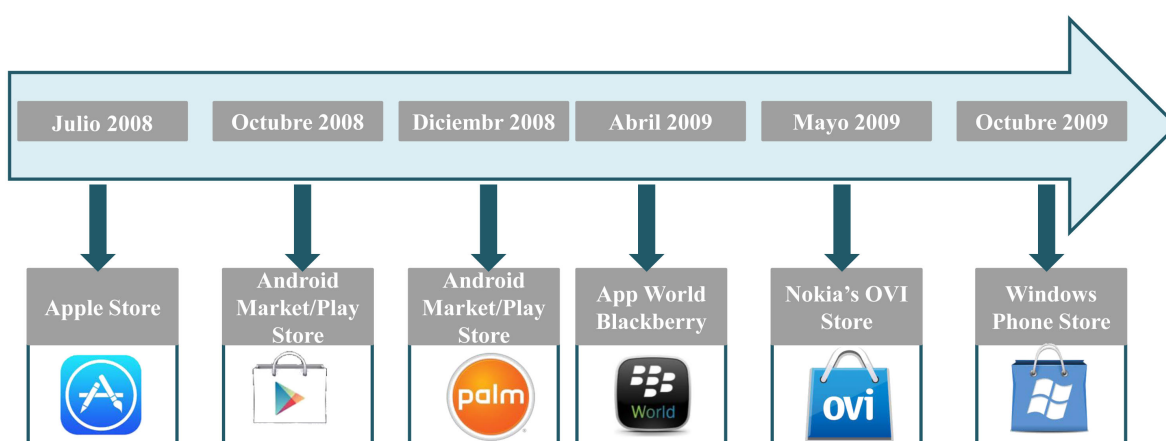 Julio 2008
Octubre 2008
Diciembr 2008
Abril 2009
Mayo 2009
Octubre 2009
Apple Store
Android
Market/Play
Store
Android
Market/Play
Store
App World
Blackberry
Nokia's OVI
Store
Windows
Phone Store
palm
World
ovi